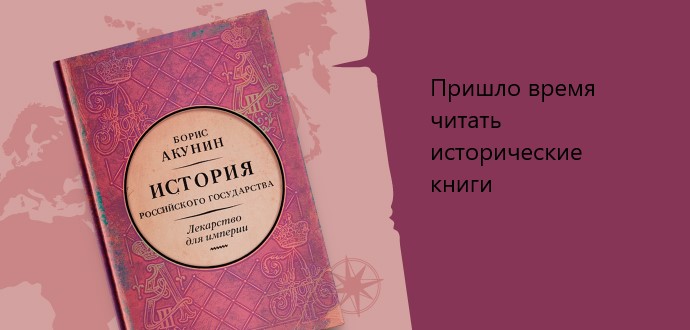 БОРИС
АКУНИН
ИСТОРИЯ
РОССИЙСКОГО ГОСУДАРСТВА
Лекарство
для империи
Пришло время
читать
исторические
книги